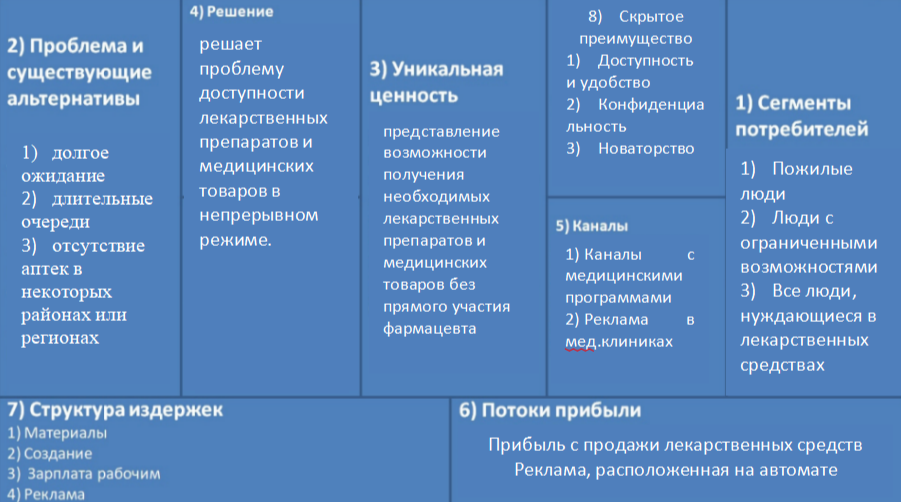 2) Проблема и
существующие
альтернативы
1) долгое
ожидание
2) длительные
очереди
3) отсутствие
аптек в
некоторых
районах или
регионах
4) Решение
решает
проблему
доступности
лекарственных
препаратов и
медицинских
товаров в
непрерывном
режиме.
3) Уникальная
ценность
представление
возможности
получения
необходимых
лекарственных
препаратов и
медицинских
товаров без
прямого участия
фармацевта
8) Скрытое
преимущество
1) Доступность
и удобство
2) Конфиденциа
льность
3) Новаторство
5) Каналы
1) Каналы с
медицинскими
программами
2) Реклама в
мед.клиниках
1) Сегменты
потребителей
1) Пожилые
люди
2) Люди с
ограниченными
возможностями
3) Все люди,
нуждающиеся в
лекарственных
средствах
7) Структура издержек
1) Материалы
2) Создание
3) Зарплата рабочим
4) Реклама
6) Потоки прибыли
Прибыль с продажи лекарственных средств
Реклама, расположенная на автомате